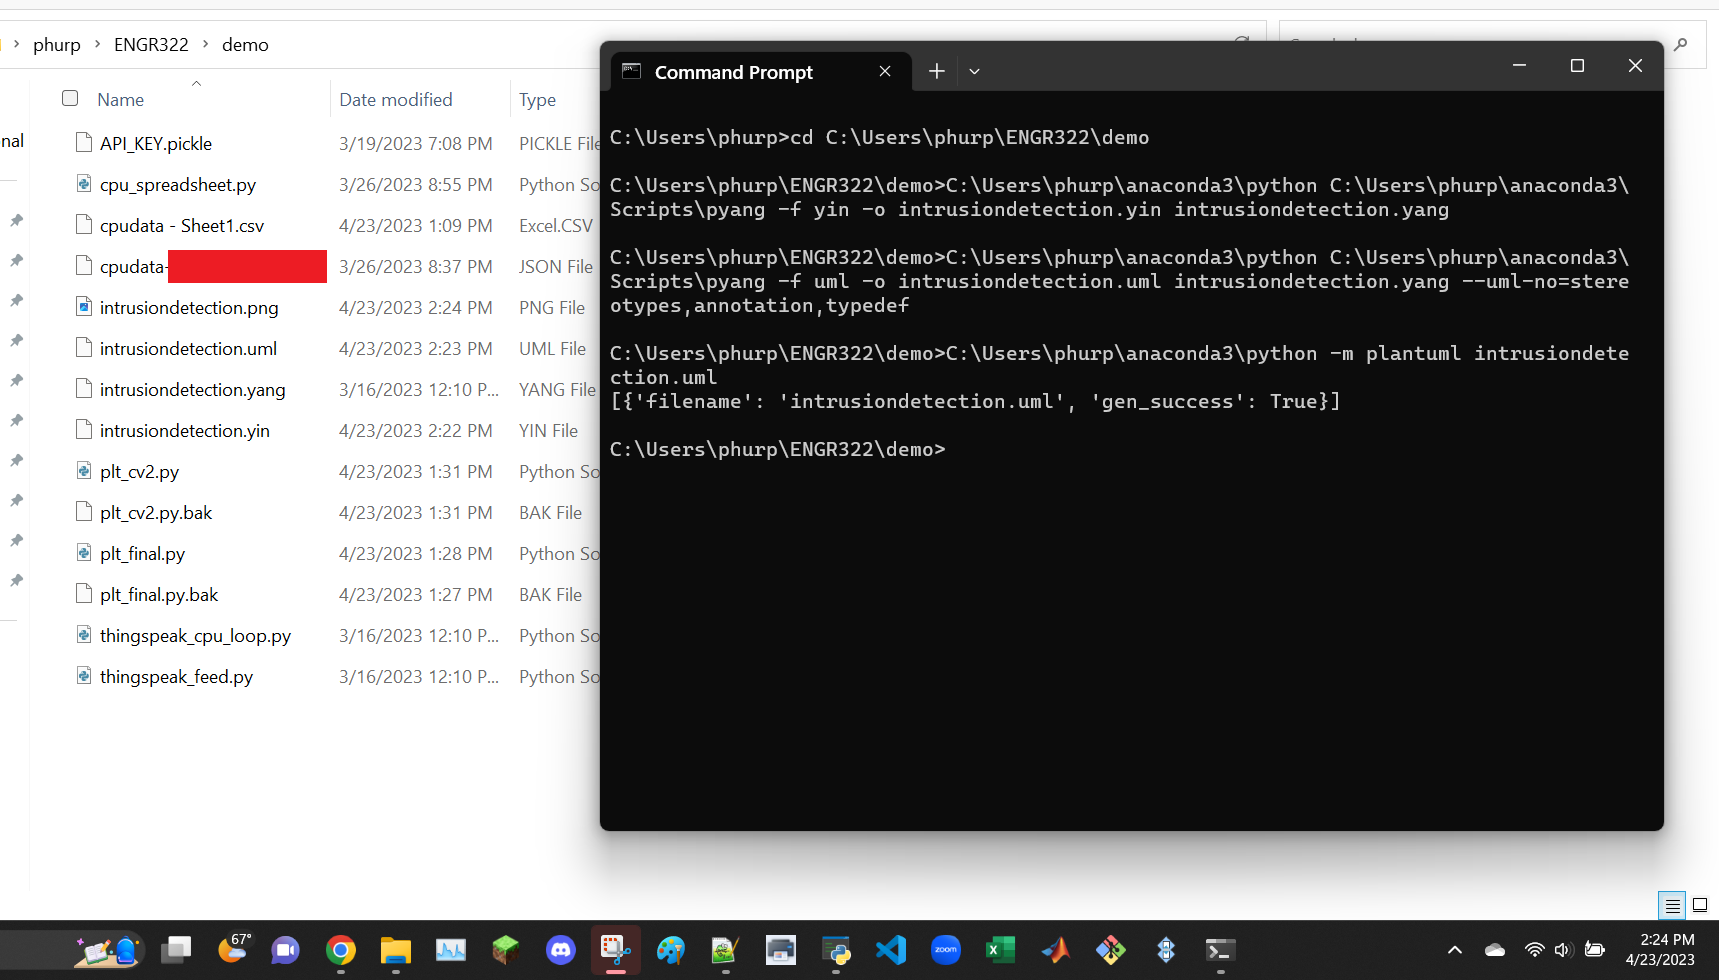 phurp > ENGR322 > demo
Name Date modified Type
nal
API_KEY.pickle 3/19/2023 7:08 PM PICKLE File
cpu_spreadsheet.py 3/26/2023 8:55 PM Python So
cpudata - Sheet1.csv 4/23/2023 1:09 PM Excel.CSV
cpudata- 3/26/2023 8:37 PM JSON File
intrusiondetection.png 4/23/2023 2:24 PM PNG File
intrusiondetection.uml 4/23/2023 2:23 PM UML File
intrusiondetection.yang 3/16/2023 12:10 P... YANG File
intrusiondetection.yin 4/23/2023 2:22 PM YIN File
plt_cv2.py 4/23/2023 1:31 PM Python So
plt_cv2.py.bak 4/23/2023 1:31 PM BAK File
plt_final.py 4/23/2023 1:28 PM Python So
plt_final.py.bak 4/23/2023 1:27 PM BAK File
thingspeak_cpu_loop.py 3/16/2023 12:10 P... Python So
thingspeak_feed.py 3/16/2023 12:10 P... Python So
Command Prompt
C:\Users\phurp>cd C:\Users\phurp\ENGR322\demo
C:\Users\phurp\ENGR322\demo>C:\Users\phurp\anaconda3\python C:\Users\phurp\anaconda3\
Scripts\pyang -f yin -o intrusiondetection.yin intrusiondetection.yang
C:\Users\phurp\ENGR322\demo>C:\Users\phurp\anaconda3\python C:\Users\phurp\anaconda3\
Scripts\pyang -f uml -o intrusiondetection.uml intrusiondetection.yang --uml-no=stere
otypes,annotation,typedef
C:\Users\phurp\ENGR322\demo>C:\Users\phurp\anaconda3\python -m plantuml intrusiondete
ction.uml
[{'filename': 'intrusiondetection.uml', 'gen_success': True}]
C:\Users\phurp\ENGR322\demo>
67°
zoom
2:24 PM
4/23/2023